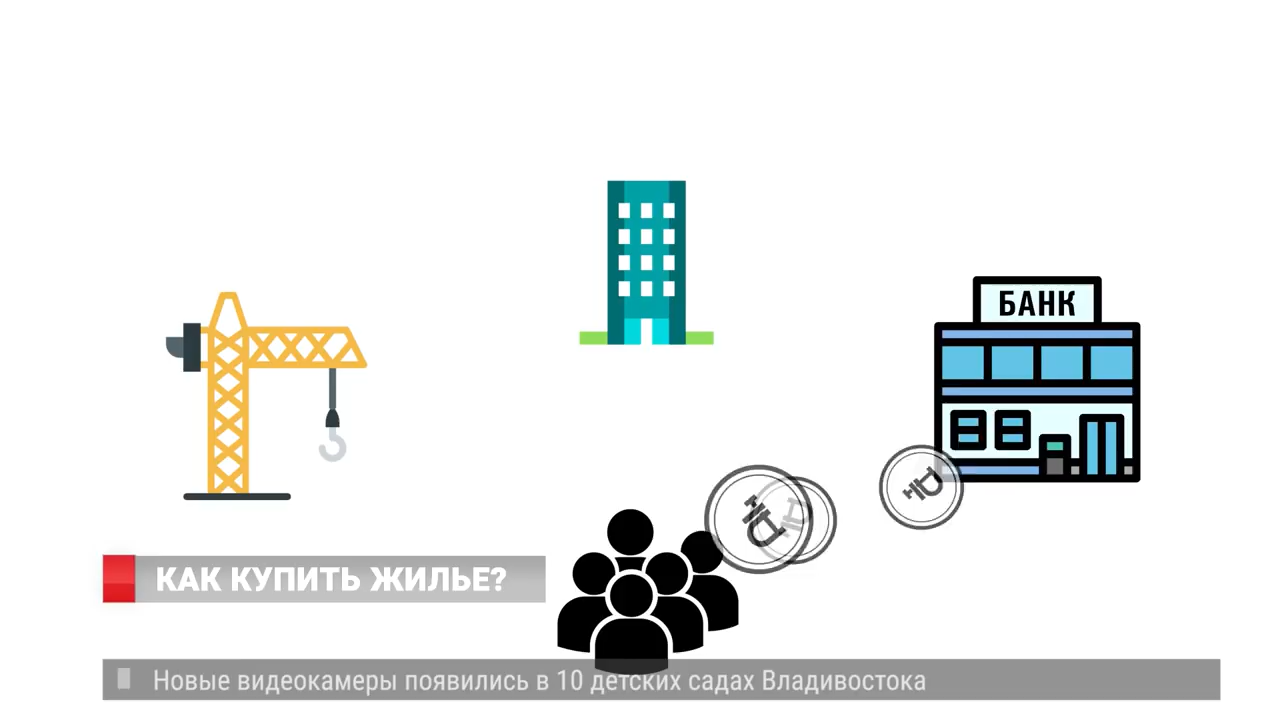 БАНК
КАК КУПИТЬ ЖИЛЬЕ?
Новые видеокамеры появились в 10 детских садах Владивостока